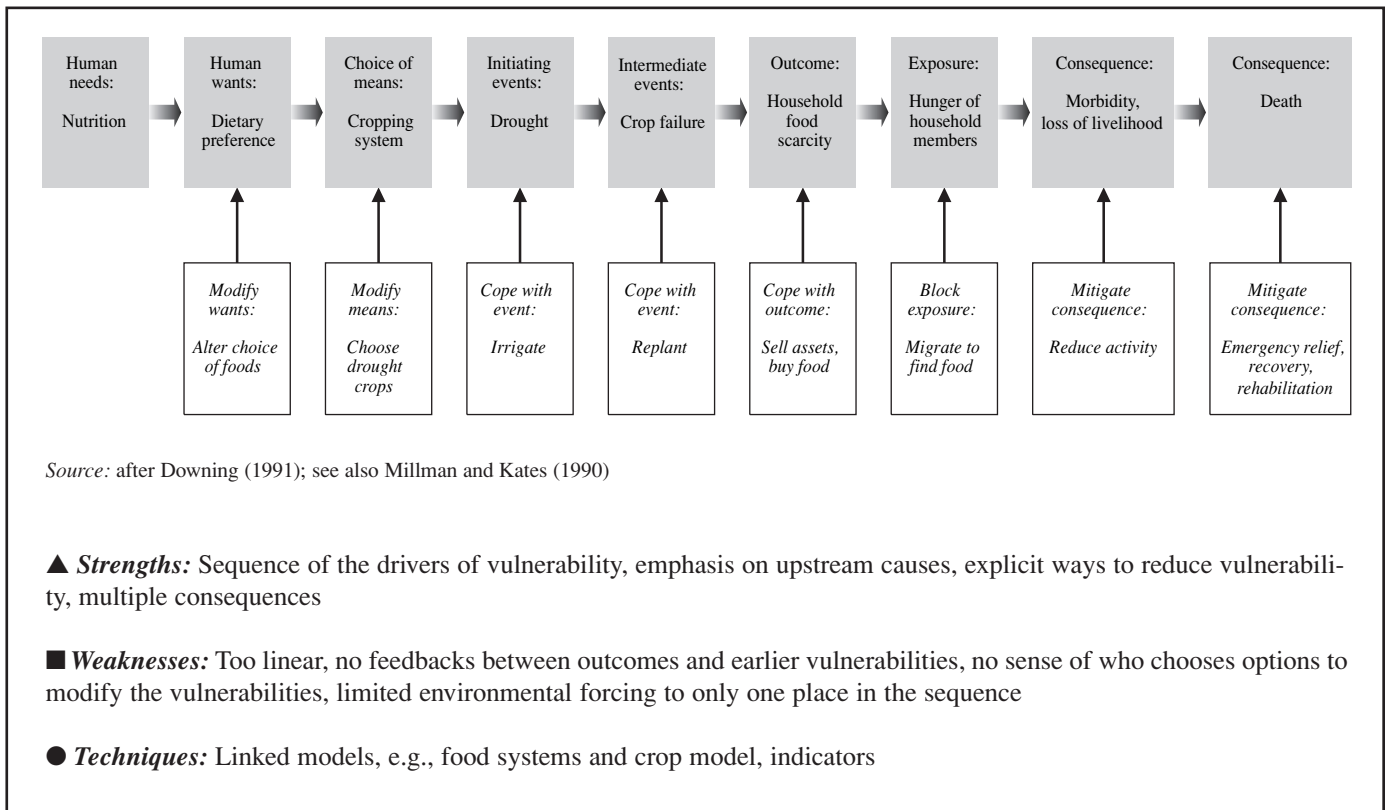 Human
needs:
Nutrition
Human
wants:
Dietary
preference
Choice of
means:
Cropping
system
Initiating
events:
Drought
Intermediate
events:
Crop failure
Outcome:
Household
food
scarcity
Exposure:
Hunger of
household
members
Consequence:
Morbidity,
loss of livelihood
Consequence:
Death
Modify
wants:
Alter choice
of foods
Modify
means:
Choose
drought
crops
Cope with
event:
Irrigate
Cope with
event:
Replant
Cope with
outcome:
Sell assets,
buy food
Block
exposure:
Migrate to
find food
Mitigate
consequence:
Reduce activity
Mitigate
consequence:
Emergency relief,
recovery,
rehabilitation
Source: after Downing (1991); see also Millman and Kates (1990)
▲ Strengths: Sequence of the drivers of vulnerability, emphasis on upstream causes, explicit ways to reduce vulnerabili-
ty, multiple consequences
■ Weaknesses: Too linear, no feedbacks between outcomes and earlier vulnerabilities, no sense of who chooses options to
modify the vulnerabilities, limited environmental forcing to only one place in the sequence
● Techniques: Linked models, e.g., food systems and crop model, indicators